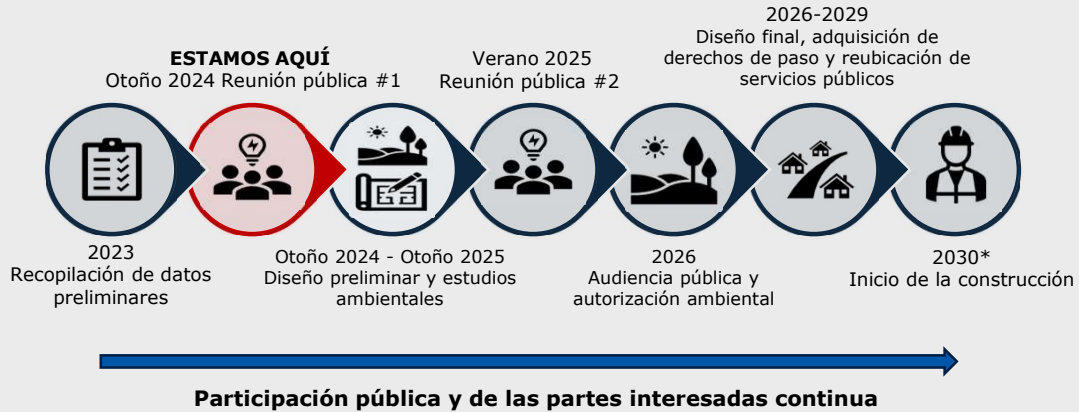 ESTAMOS AQUÍ
Otoño 2024 Reunión pública #1
Verano 2025
Reunión pública #2
2026-2029
Diseño final, adquisición de
derechos de paso y reubicación de
servicios públicos
2023
Recopilación de datos
preliminares
Otoño 2024 - Otoño 2025
Diseño preliminar y estudios
ambientales
2026
Audiencia pública y
autorización ambiental
2030*
Inicio de la construcción
Participación pública y de las partes interesadas continua